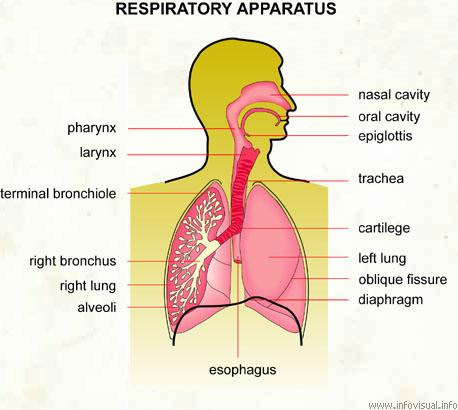 RESPIRATORY APPARATUS
nasal cavity
oral cavity
pharynx
epiglottis
larynx
trachea
terminal bronchiole
cartilege
right bronchus
left lung
oblique fissure
right lung
diaphragm
alveoli
esophagus
www.infovisual.info